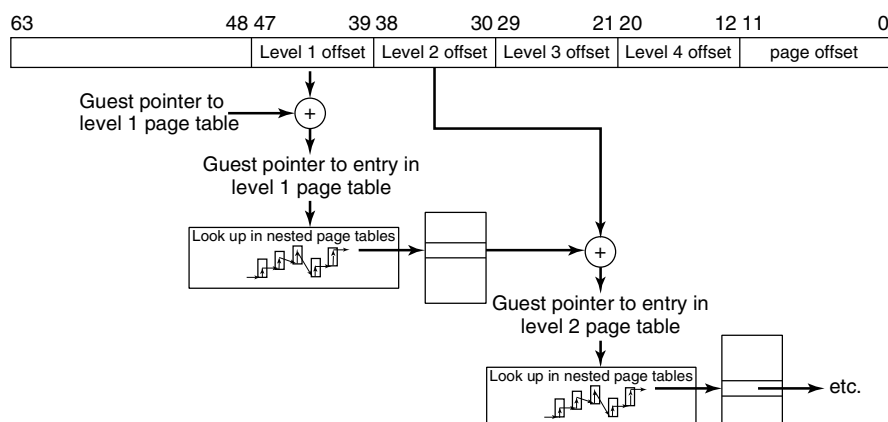 63 48 47 39 38 30 29 21 20 12 11 0
Level 1 offset Level 2 offset Level 3 offset Level 4 offset page offset
Guest pointer to
level 1 page table
+
Guest pointer to entry in
level 1 page table
Look up in nested page tables
+
Guest pointer to entry in
level 2 page table
Look up in nested page tables
etc.